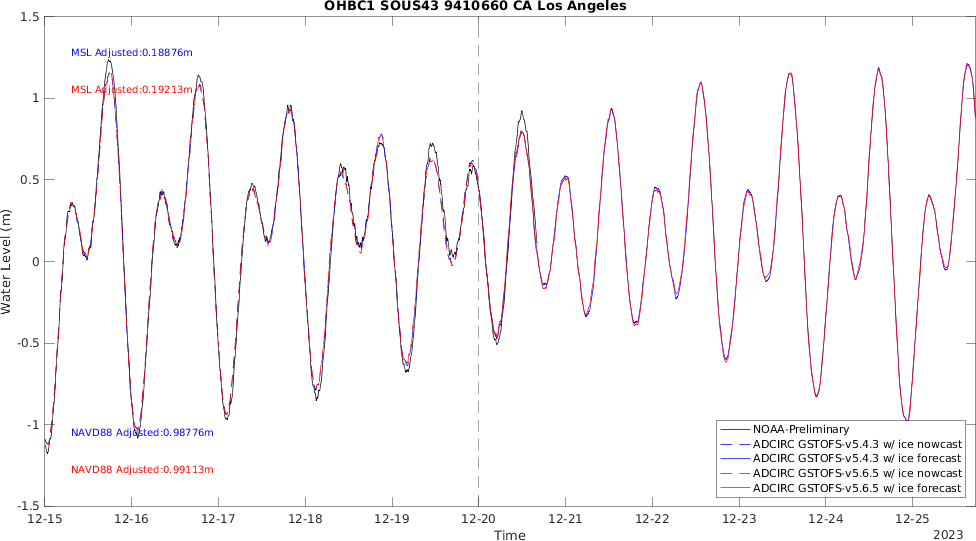 OHBC1 SOUS43 9410660 CA Los Angeles
1.5
MSL Adjusted:0.18876m
1
MSL Adjusted:0.19213m
0.5
Water Level (m)
0
-0.5
-1
NAVD88 Adjusted:0.98776m
NAVD88 Adjusted:0.99113m
-1.5
NOAA-Preliminary
ADCIRC GSTOFS-v5.4.3 w/ ice nowcast
ADCIRC GSTOFS-v5.4.3 w/ ice forecast
ADCIRC GSTOFS-v5.6.5 w/ ice nowcast
ADCIRC GSTOFS-v5.6.5 w/ ice forecast
12-15 12-16 12-17 12-18 12-19 12-20 12-21 12-22 12-23 12-24 12-25
Time
2023